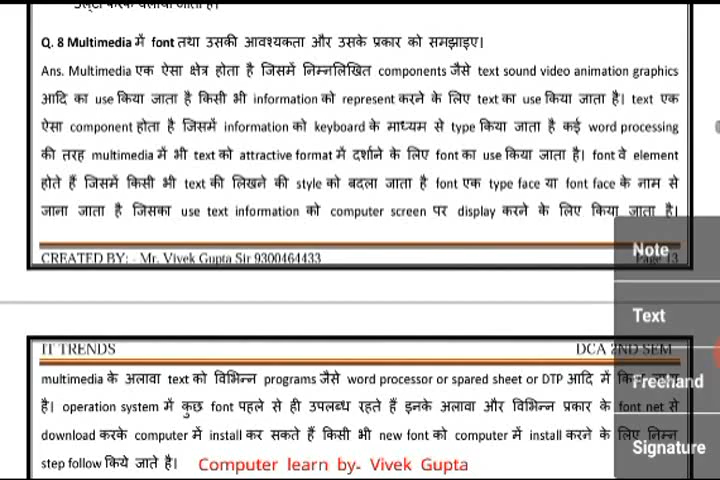 Q. 8 Multimedia में font तथा उसकी आवश्यकता और उसके प्रकार को समझाइए।
Ans. Multimedia एक ऐसा क्षेत्र होता है जिसमें निम्नलिखित components जैसे text sound video animation graphics
आदि का use किया जाता है किसी भी information को represent करने के लिए text का use किया जाता है। text एक
ऐसा component होता है जिसमें information को keyboard के माध्यम से type किया जाता है कई word processing
की तरह multimedia में भी text को attractive format में दर्शाने के लिए font का use किया जाता है। font वे element
होते हैं जिसमें किसी भी text की लिखने की style को बदला जाता है font एक type face या font face के नाम से
जाना जाता है जिसका use text information को computer screen पर display करने के लिए किया जाता है।
Note
CREATED BY: - Mr. Vivek Gupta Sir 9300464433 Page 13
Text
IT TRENDS DCA 2ND SEM
multimedia के अलावा text को विभिन्न programs जैसे word processor or spared sheet or DTP आदि में किया जाता
Freehand
है। operation system में कुछ font पहले से ही उपलब्ध रहते हैं इनके अलावा और विभिन्न प्रकार के font net से
download करके computer में install कर सकते हैं किसी भी new font को computer में install करने के लिए निम्न
Signature
step follow किये जाते है। Computer learn by- Vivek Gupta